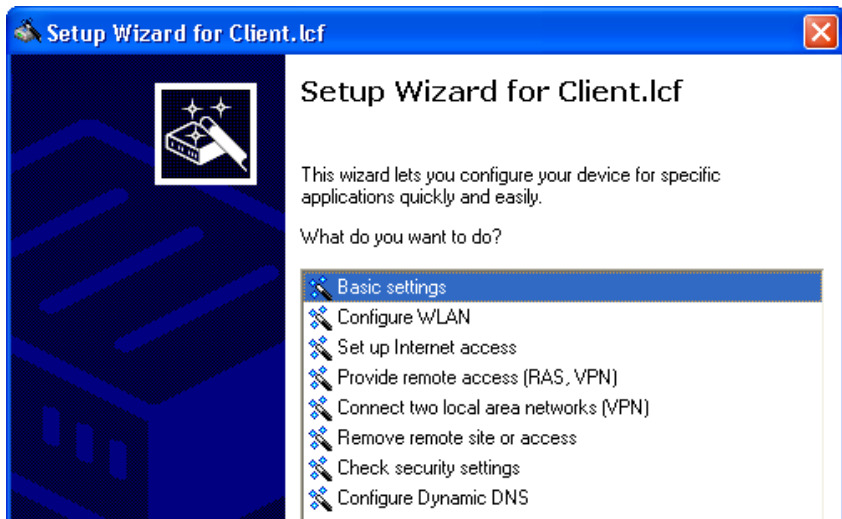 Setup Wizard for Client.lcf
Setup Wizard for Client.lcf
This wizard lets you configure your device for specific
applications quickly and easily.
What do you want to do?
Basic settings
Configure WLAN
Set up Internet access
Provide remote access (RAS, VPN)
Connect two local area networks (VPN)
Remove remote site or access
Check security settings
Configure Dynamic DNS